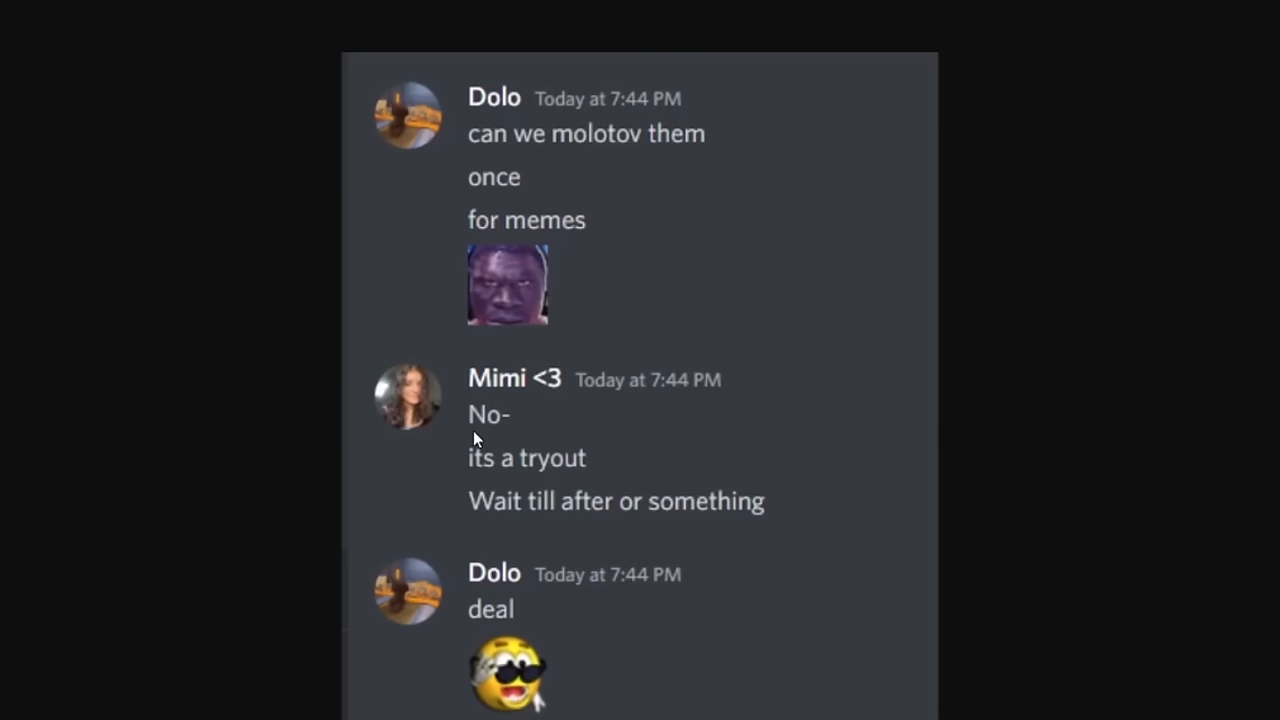 Dolo Today at 7:44 PM
can we molotov them
once
for memes
Mimi <3 Today at 7:44 PM
No-
its a tryout
Wait till after or something
Dolo Today at 7:44 PM
deal